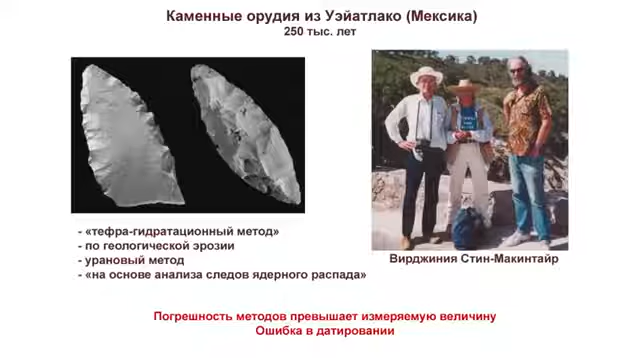 Каменные орудия из Уэйатлако (Мексика)
250 тыс. лет
- «тефра-гидратационный метод»
- по геологической эрозии
- урановый метод
- «на основе анализа следов ядерного распада»
Вирджиния Стин-Макинтайр
Погрешность методов превышает измеряемую величину
Ошибка в датировании